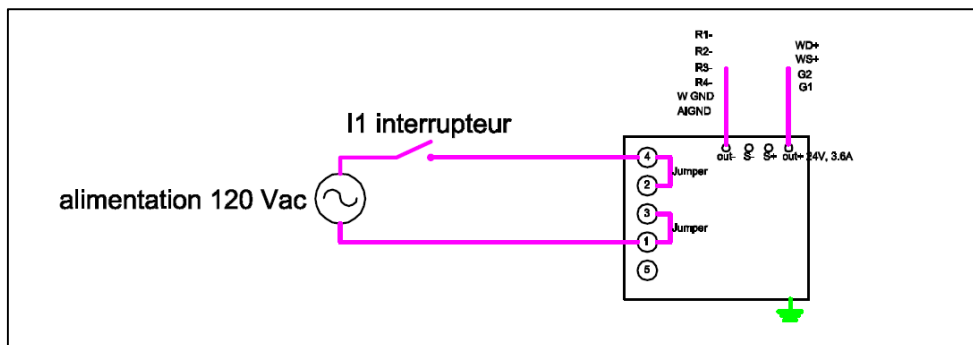 R1-
R2-
R3-
R4-
W GND
AIGND
WD+
WS+
G2
G1
I1 interrupteur
alimentation 120 Vac
out- S- S+ out+ 24V, 3.6A
4
Jumper
2
3
Jumper
1
5